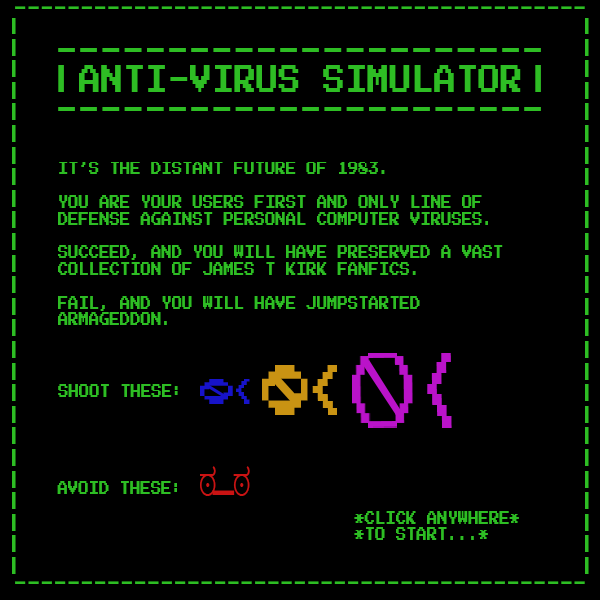 |ANTI-VIRUS SIMULATOR|
IT'S THE DISTANT FUTURE OF 1983.
YOU ARE YOUR USERS FIRST AND ONLY LINE OF
DEFENSE AGAINST PERSONAL COMPUTER VIRUSES.
SUCCEED, AND YOU WILL HAVE PRESERVED A VAST
COLLECTION OF JAMES T KIRK FANFICS.
FAIL, AND YOU WILL HAVE JUMPSTARTED
ARMAGEDDON.
SHOOT THESE:
AVOID THESE:
*CLICK ANYWHERE*
*TO START...*